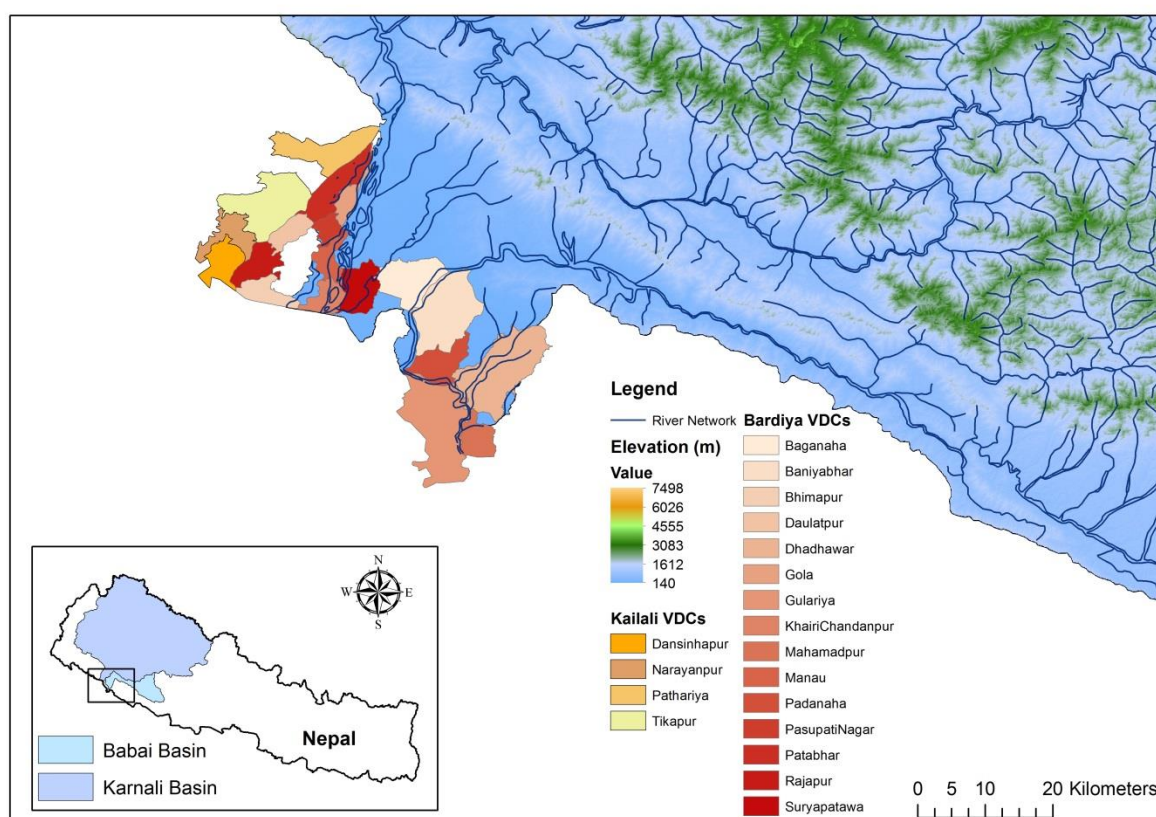 Legend
River Network
Elevation (m)
Value
7498
6026
4555
3083
1612
140
Kailali VDCs
Dansinhapur
Narayanpur
Pathariya
Tikapur
Bardiya VDCs
Baganaha
Baniyabhar
Bhimapur
Daulatpur
Dhadhawar
Gola
Gulariya
KhairiChandanpur
Mahamadpur
Manau
Padanaha
PasupatiNagar
Patabhar
Rajapur
Suryapatawa
N
W E
S
Nepal
Babai Basin
Karnali Basin
0 5 10 20 Kilometers